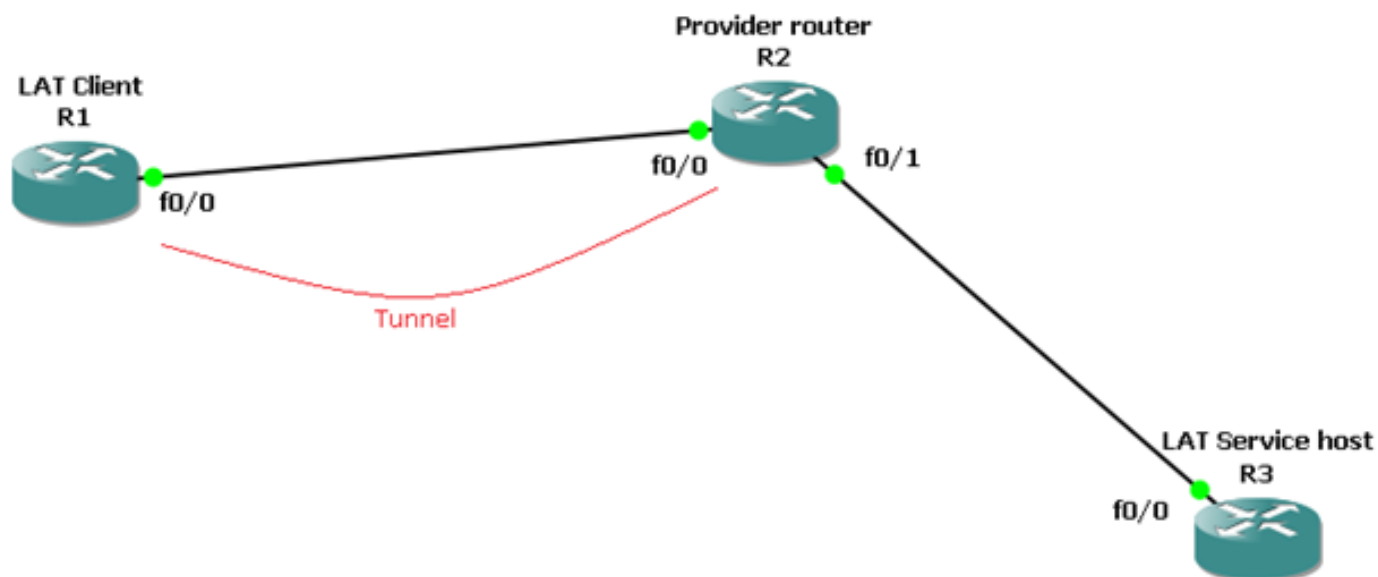 Provider router
R2
LAT Client
R1
f0/0
f0/0
f0/1
Tunnel
LAT Service host
R3
f0/0